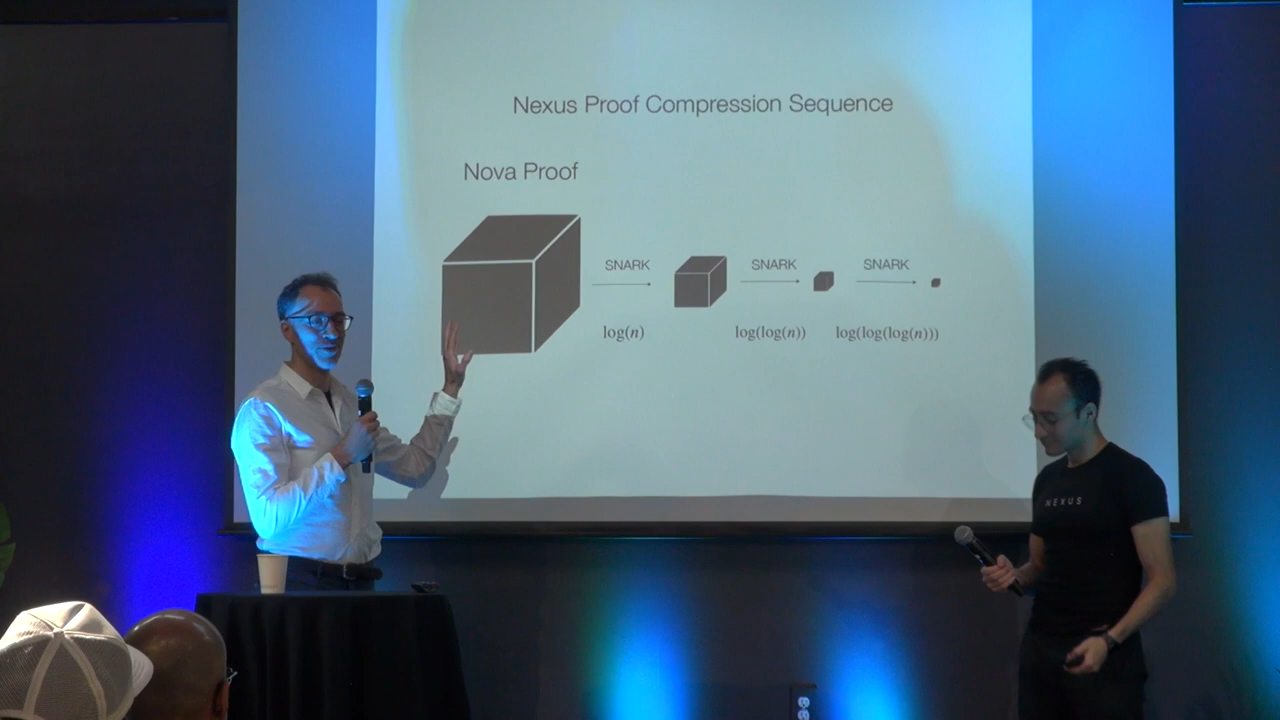 Nexus Proof Compression Sequence
Nova Proof
SNARK
SNARK
SNARK
log(n)
log(log(n))
log(log(log(n)))
NEXUS